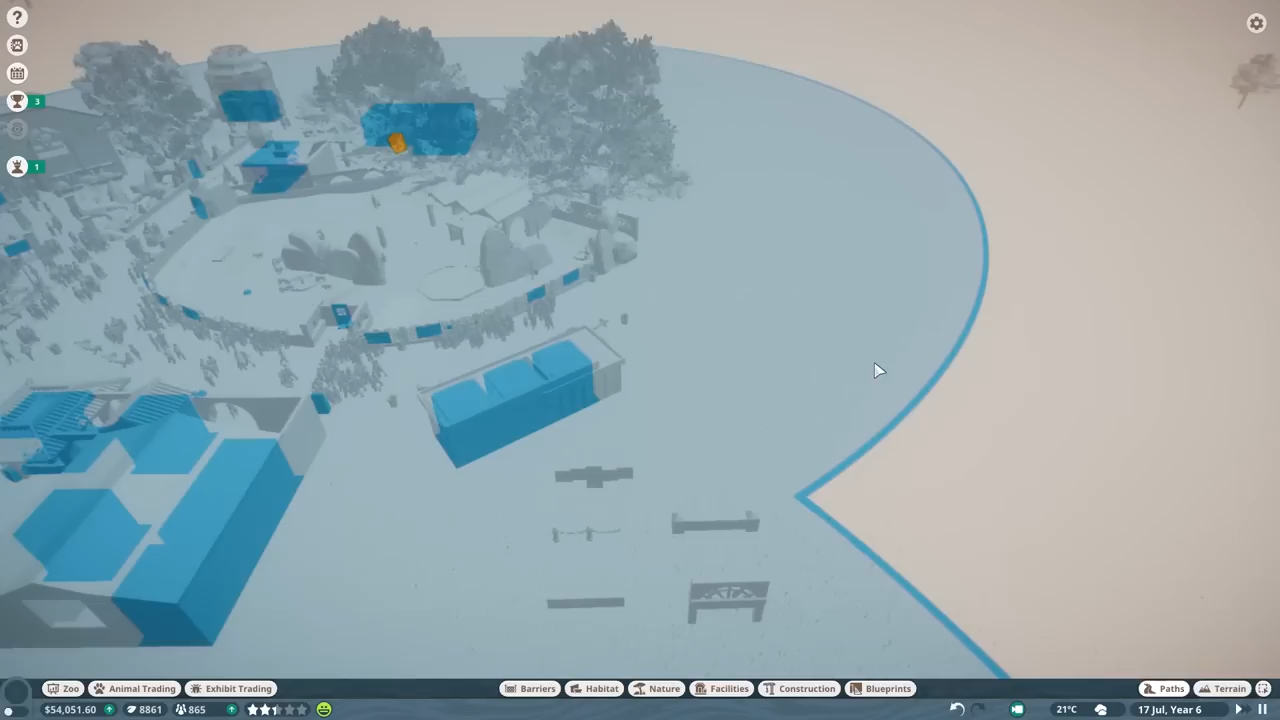 ?
3
1
Zoo
Animal Trading
Exhibit Trading
Barriers
Habitat
Nature
Facilities
Construction
Blueprints
Paths
Terrain
$54,051.60
8861
865
21°C
17 Jul, Year 6